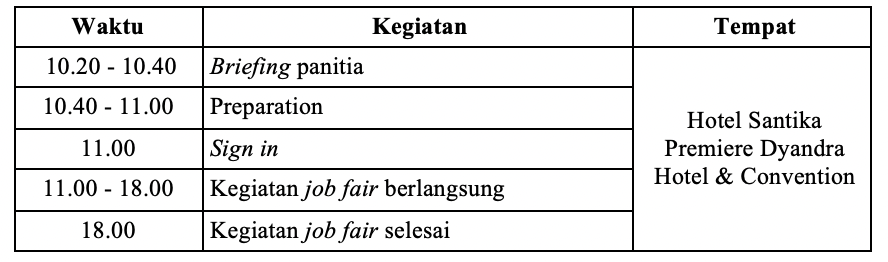 Waktu Kegiatan Tempat
10.20 - 10.40 Briefing panitia
10.40 - 11.00 Preparation
11.00 Sign in
11.00 - 18.00 Kegiatan job fair berlangsung
18.00 Kegiatan job fair selesai
Hotel Santika
Premiere Dyandra
Hotel & Convention